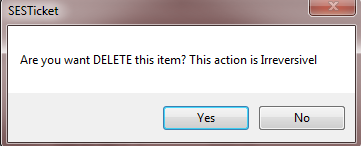 SESTicket
Are you want DELETE this item? This action is Irreversivel
Yes No